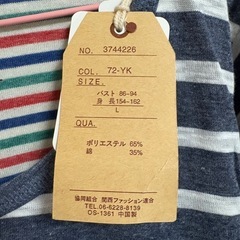 NO. 3744226
COL. 72-YK
SIZE.
バスト 86-94
身長154-162
L
QUA.
ポリエステル 65%
綿 35%
協同組合 関西ファッション連合
TEL 06-6228-8139
OS-1361 中国製